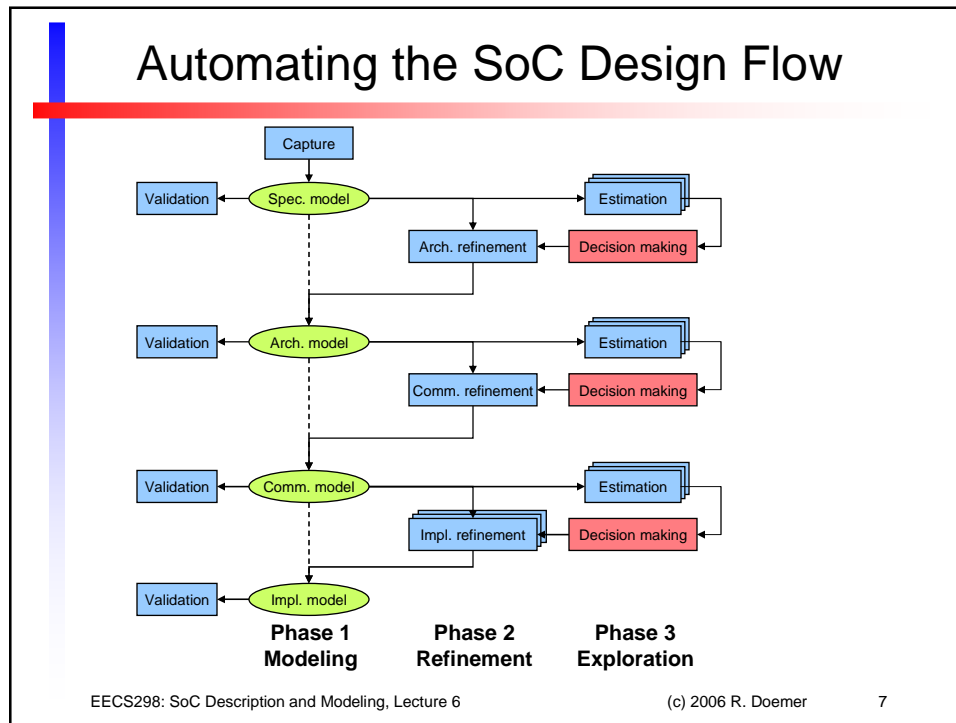 Automating the SoC Design Flow
Capture
Validation
Spec. model
Estimation
Arch. refinement
Decision making
Validation
Arch. model
Estimation
Comm. refinement
Decision making
Validation
Comm. model
Estimation
Impl. refinement
Decision making
Validation
Impl. model
Phase 1
Modeling
Phase 2
Refinement
Phase 3
Exploration
EECS298: SoC Description and Modeling, Lecture 6
(c) 2006 R. Doemer
7